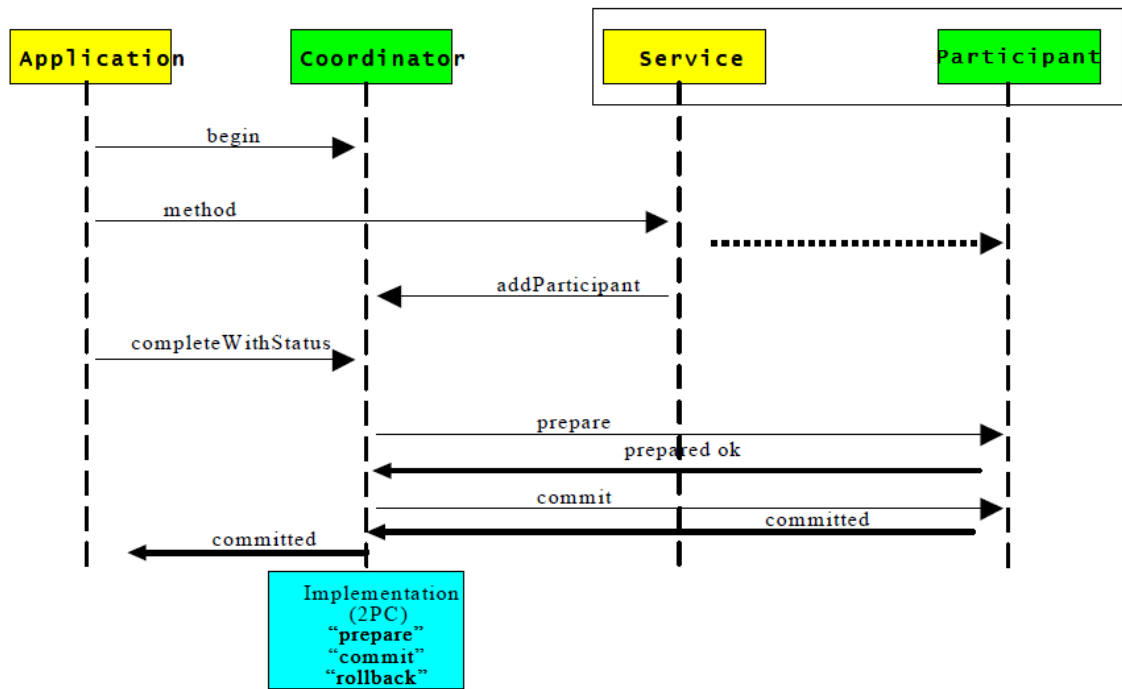 Application
Coordinator
Service
Participant
begin
method
addParticipant
completeWithStatus
prepare
prepared ok
commit
committed
committed
Implementation
(2PC)
“prepare”
“commit”
“rollback”